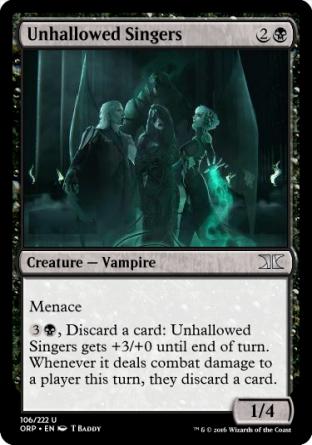 Unhallowed Singers 2
Creature — Vampire
Menace
3, Discard a card: Unhallowed
Singers gets +3/+0 until end of turn.
Whenever it deals combat damage to
a player this turn, they discard a card.
1/4
106/222 U
ORP • EN T BADDY
™ & © 2016 Wizards of the Coast